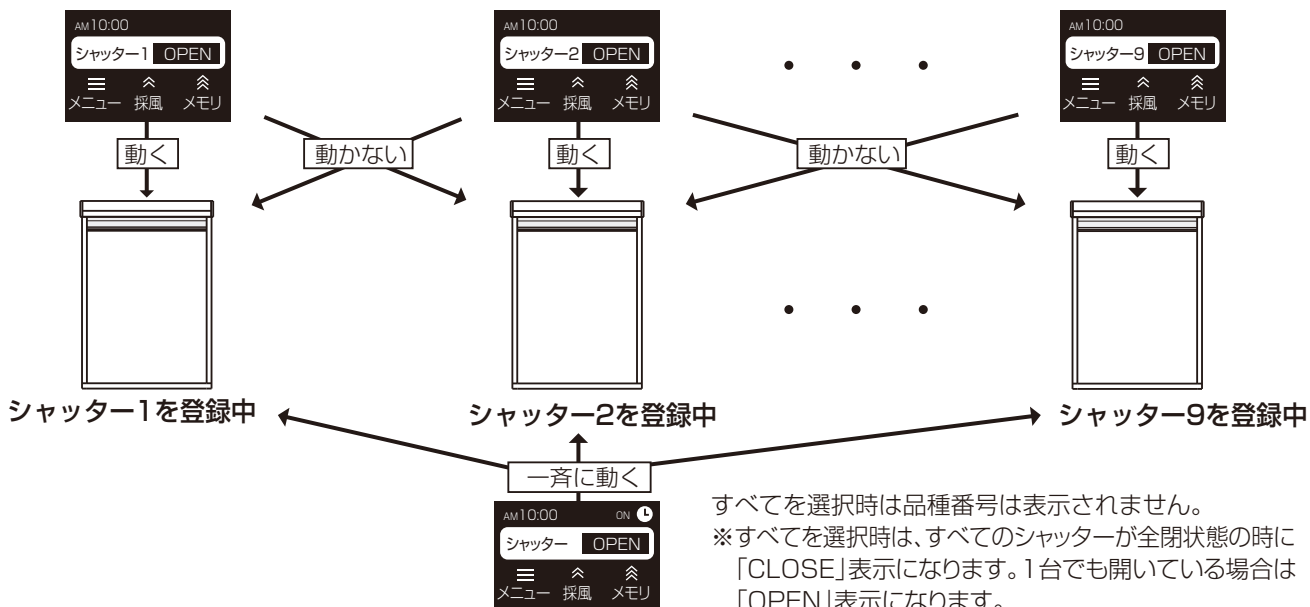 AM10:00
シャッター1 OPEN
メニュー 採風 メモリ
AM10:00
シャッター2 OPEN
メニュー 採風 メモリ
AM10:00
シャッター9 OPEN
メニュー 採風 メモリ
動く
動かない
動く
動かない
動く
シャッター1を登録中
シャッター2を登録中
シャッター9を登録中
一斉に動く
AM10:00 ON
シャッター OPEN
メニュー 採風 メモリ
すべてを選択時は品種番号は表示されません。
※すべてを選択時は、すべてのシャッターが全閉状態の時に
「CLOSE」表示になります。1台でも開いている場合は
「OPEN」表示になります。